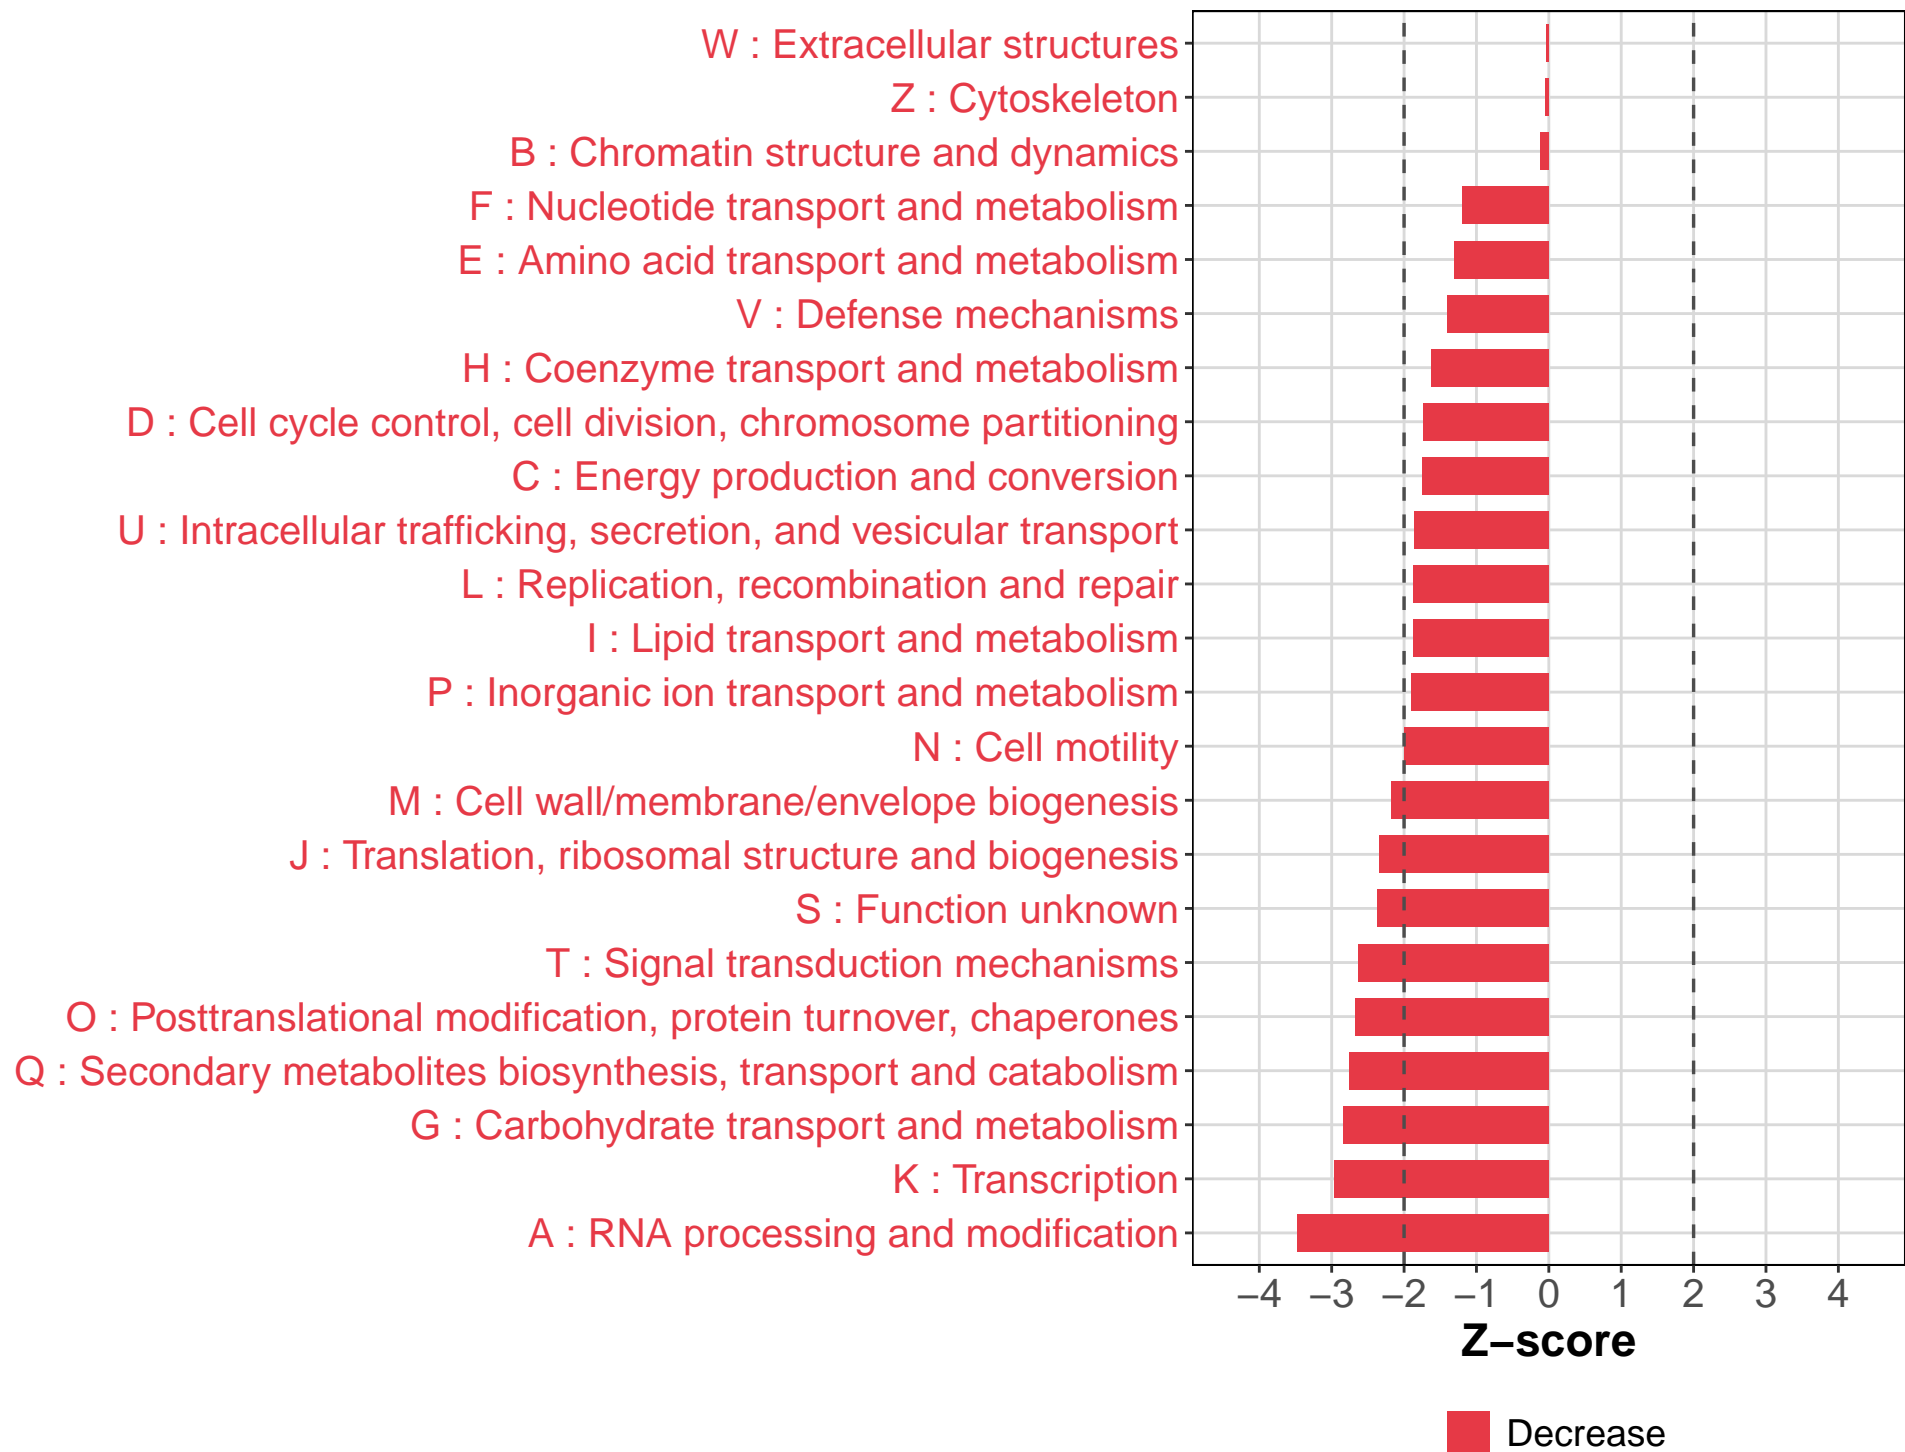 W : Extracellular structures
Z : Cytoskeleton
B : Chromatin structure and dynamics
F : Nucleotide transport and metabolism
E : Amino acid transport and metabolism
V : Defense mechanisms
H : Coenzyme transport and metabolism
D : Cell cycle control, cell division, chromosome partitioning
C : Energy production and conversion
U : Intracellular trafficking, secretion, and vesicular transport
L : Replication, recombination and repair
I : Lipid transport and metabolism
P : Inorganic ion transport and metabolism
N : Cell motility
M : Cell wall/membrane/envelope biogenesis
J : Translation, ribosomal structure and biogenesis
S : Function unknown
T : Signal transduction mechanisms
O : Posttranslational modification, protein turnover, chaperones
Q : Secondary metabolites biosynthesis, transport and catabolism
G : Carbohydrate transport and metabolism
K : Transcription
A : RNA processing and modification
−4 −3 −2 −1 0 1 2 3 4
Z−score
Decrease